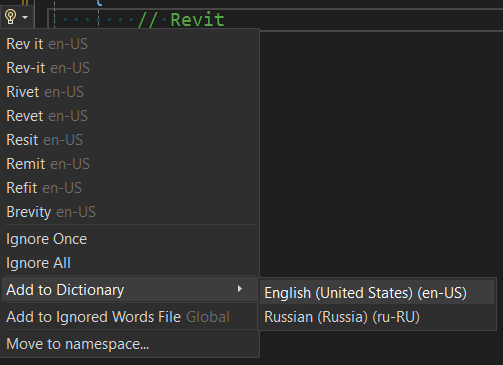 // Revit
Rev it en-US
Rev-it en-US
Rivet en-US
Revet en-US
Resit en-US
Remit en-US
Refit en-US
Brevity en-US
Ignore Once
Ignore All
Add to Dictionary
English (United States) (en-US)
Add to Ignored Words File Global
Russian (Russia) (ru-RU)
Move to namespace...